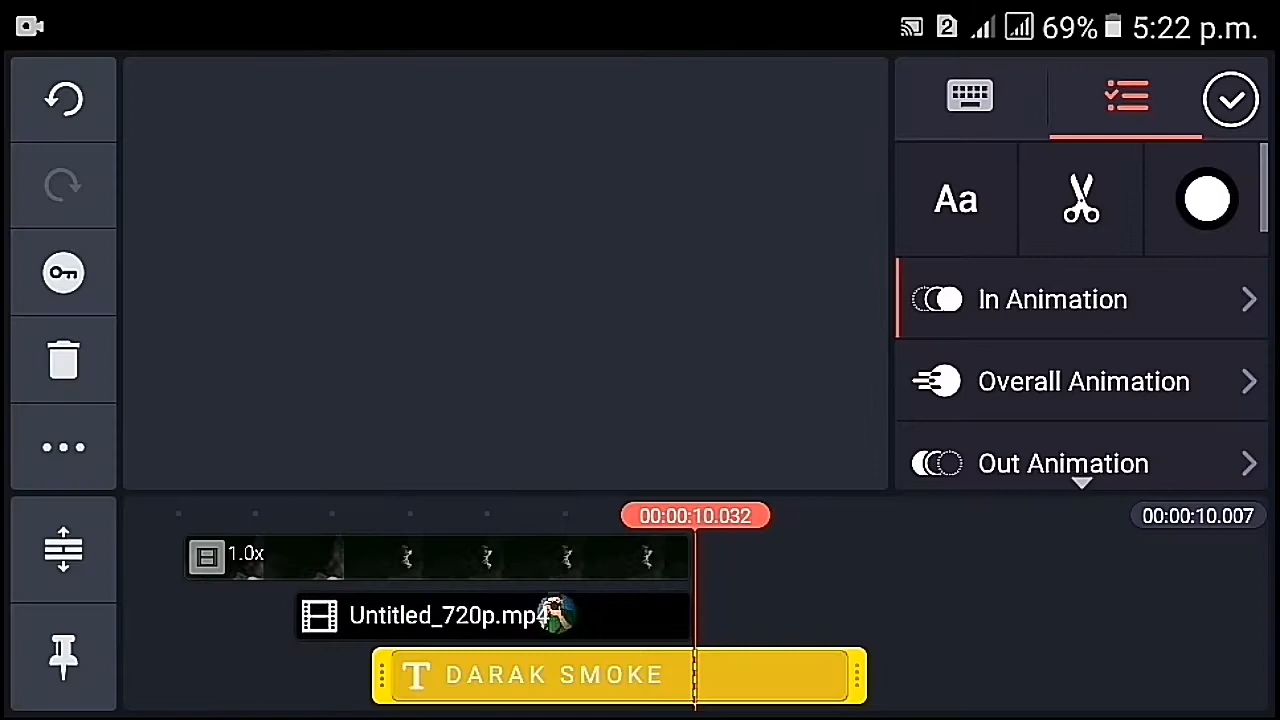 2 69% 5:22 p.m.
Aa
In Animation
Overall Animation
Out Animation
00:00:10.032
00:00:10.007
1.0x
Untitled_720p.mp4
T DARAK SMOKE